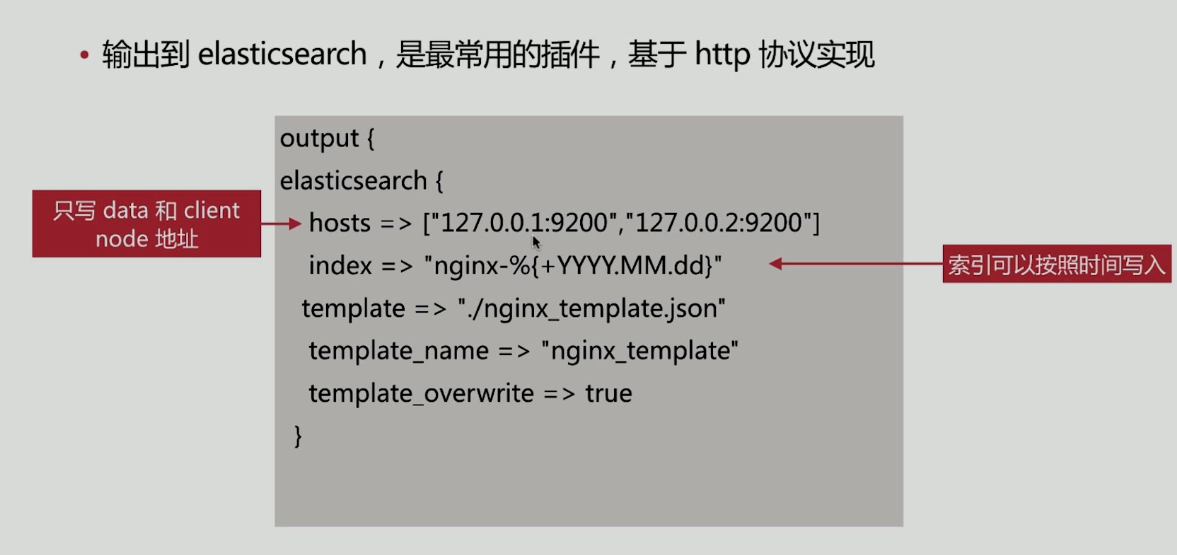 • 输出到 elasticsearch，是最常用的插件，基于 http 协议实现
output {
elasticsearch {
只写 data 和 client
node 地址
hosts => ["127.0.0.1:9200","127.0.0.2:9200"]
index => "nginx-%{+YYYY.MM.dd}"
索引可以按照时间写入
template => "./nginx_template.json"
template_name => "nginx_template"
template_overwrite => true
}